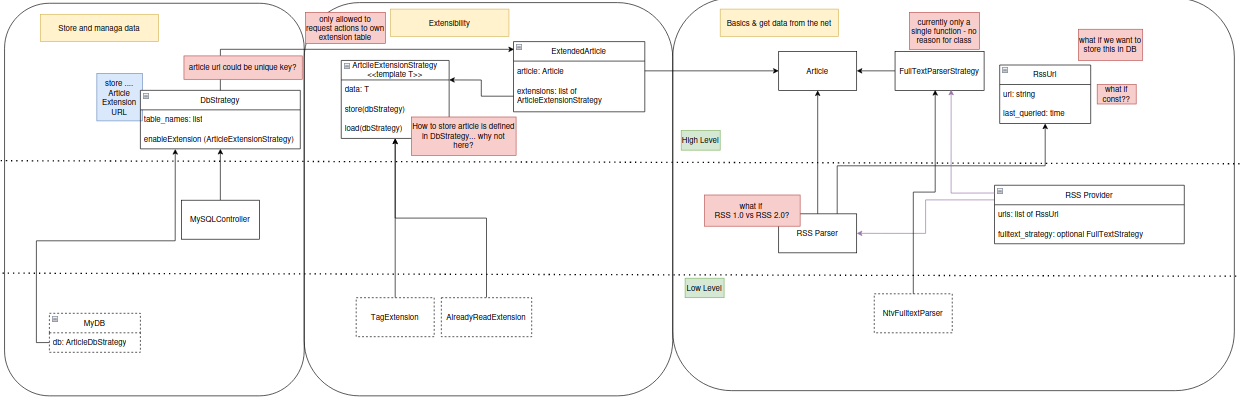 Store and managa data
article url could be unique key?
store ....
Article
Extension
URL
DbStrategy
table_names: list
enableExtension (ArticleExtensionStrategy)
MySQLController
MyDB
db: ArticleDbStrategy
only allowed to
request actions to own
extension table
Extensibility
ArtcileExtensionStrategy
<<template T>>
data: T
store(dbStrategy)
load(dbStrategy)
ExtendedArticle
article: Article
extensions: list of
ArticleExtensionStrategy
How to store article is defined
in DbStrategy... why not
here?
TagExtension
AlreadyReadExtension
Basics & get data from the net
currently only a
single function - no
reason for class
what if we want to
store this in DB
Article
FullTextParserStrategy
RssUrl
url: string
last_queried: time
what if
const??
High Level
what if
RSS 1.0 vs RSS 2.0?
RSS Parser
RSS Provider
urls: list of RssUrl
fulltext_strategy: optional FullTextStrategy
Low Level
NtvFulltextParser